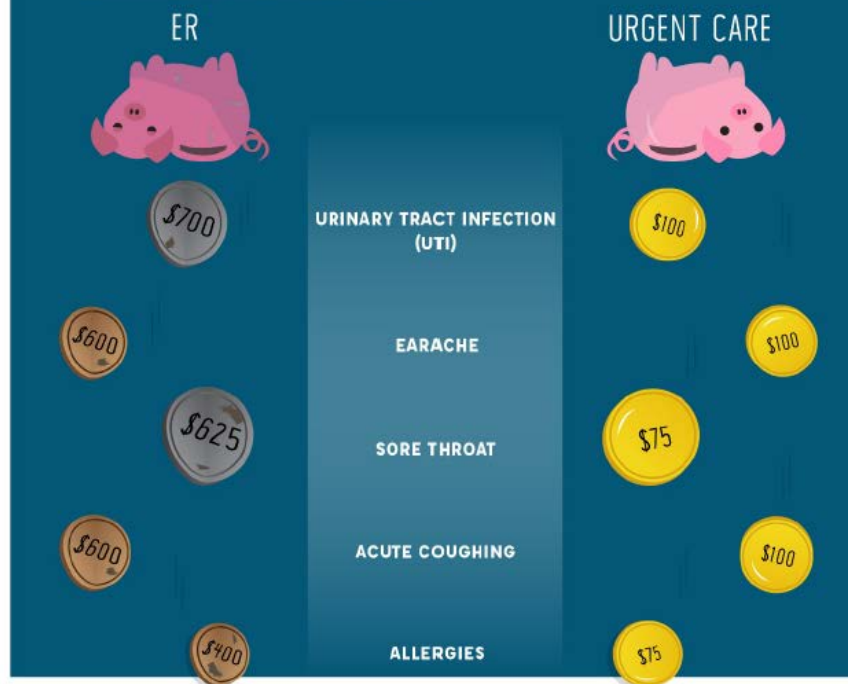 ER URGENT CARE
$700 URINARY TRACT INFECTION $100
(UTI)
$600 EARACHE $100
$625 SORE THROAT $75
$600 ACUTE COUGHING $100
$400 ALLERGIES $75